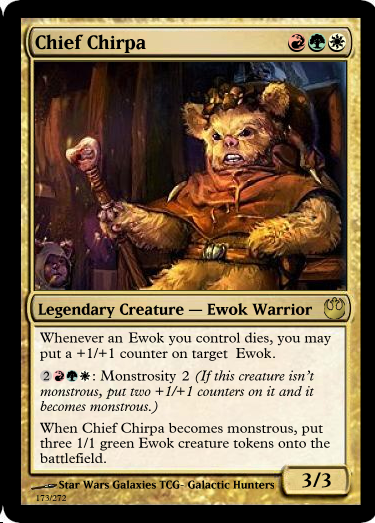 Chief Chirpa
Legendary Creature — Ewok Warrior
Whenever an Ewok you control dies, you may
put a +1/+1 counter on target  Ewok.
2: Monstrosity 2 (If this creature isn't
monstrous, put two +1/+1 counters on it and it
becomes monstrous.)
When Chief Chirpa becomes monstrous, put
three 1/1 green Ewok creature tokens onto the
battlefield.
Star Wars Galaxies TCG- Galactic Hunters
3/3
173/272